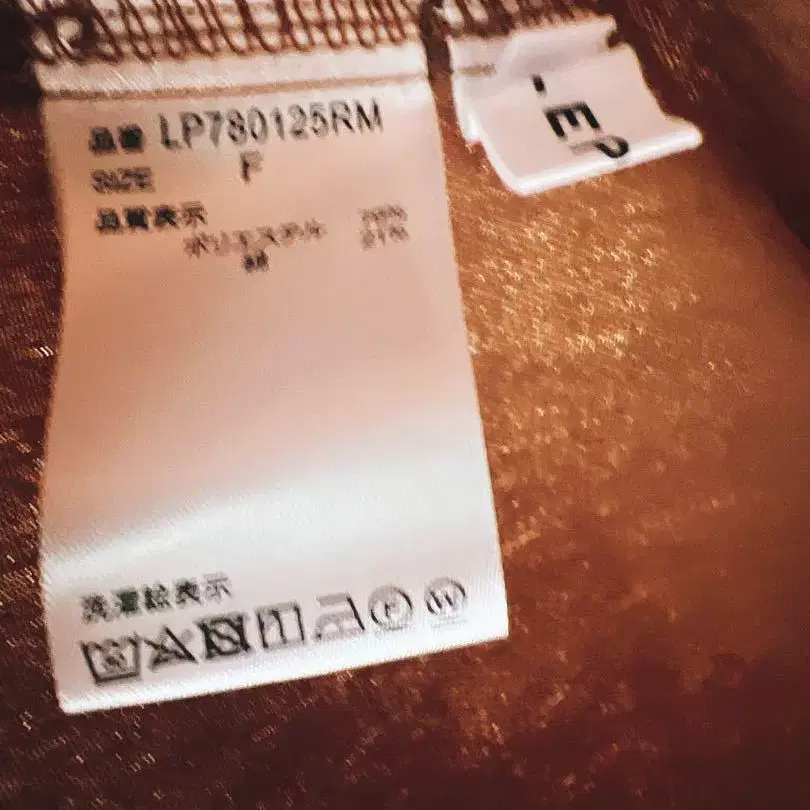 品番 LP780125RM
SIZE F
品質表示
ポリエステル
綿 21%
洗濯絵表示
F W